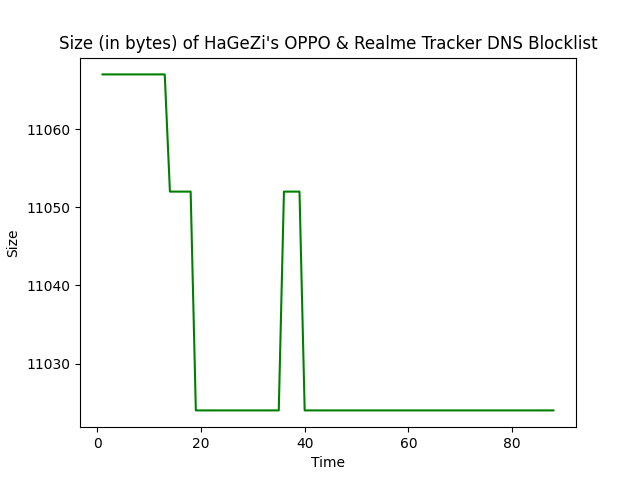 Size (in bytes) of HaGeZi's OPPO & Realme Tracker DNS Blocklist
11060
11050
11040
11030
Size
0 20 40 60 80
Time